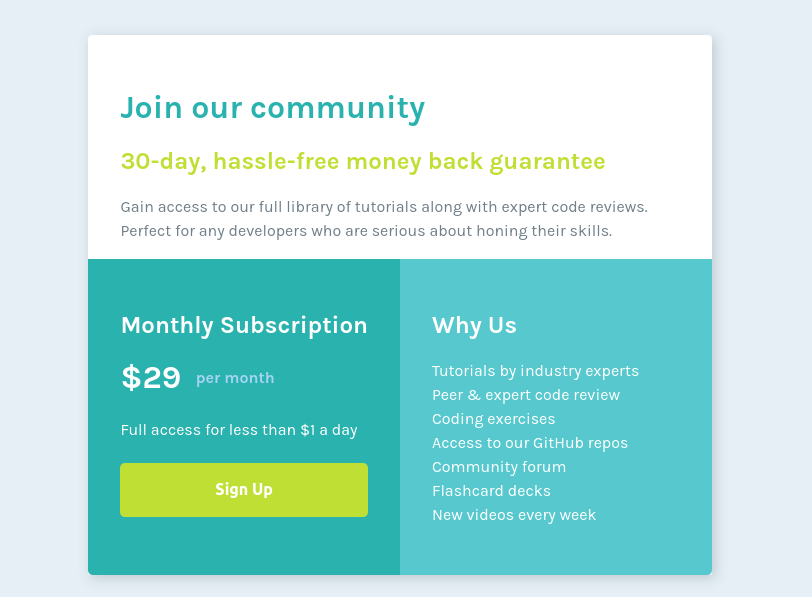 Join our community
30-day, hassle-free money back guarantee
Gain access to our full library of tutorials along with expert code reviews.
Perfect for any developers who are serious about honing their skills.
Monthly Subscription
$29 per month
Full access for less than $1 a day
Sign Up
Why Us
Tutorials by industry experts
Peer & expert code review
Coding exercises
Access to our GitHub repos
Community forum
Flashcard decks
New videos every week